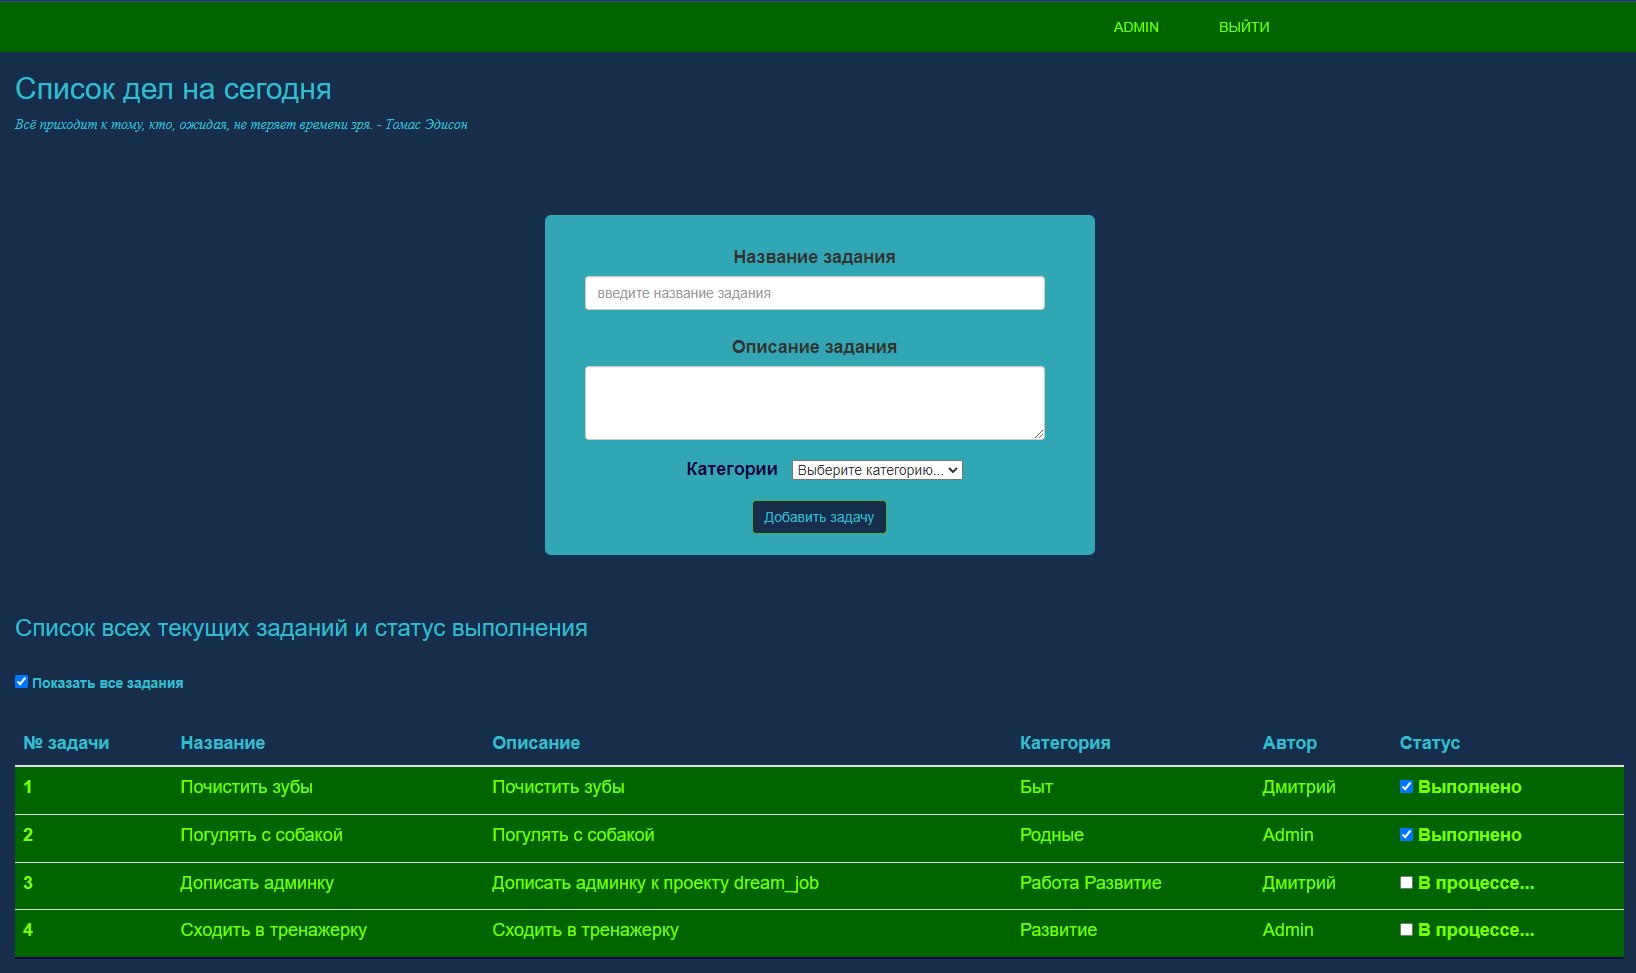 ADMIN ВЫЙТИ
Список дел на сегодня
Всё приходит к тому, кто, ожидая, не теряет времени зря. - Томас Эдисон
Название задания
введите название задания
Описание задания
Категории Выберите категорию...
Добавить задачу
Список всех текущих заданий и статус выполнения
Показать все задания
№ задачи Название Описание Категория Автор Статус
1 Почистить зубы Почистить зубы Быт Дмитрий Выполнено
2 Погулять с собакой Погулять с собакой Родные Admin Выполнено
3 Дописать админку Дописать админку к проекту dream_job Работа Развитие Дмитрий В процессе...
4 Сходить в тренажерку Сходить в тренажерку Развитие Admin В процессе...